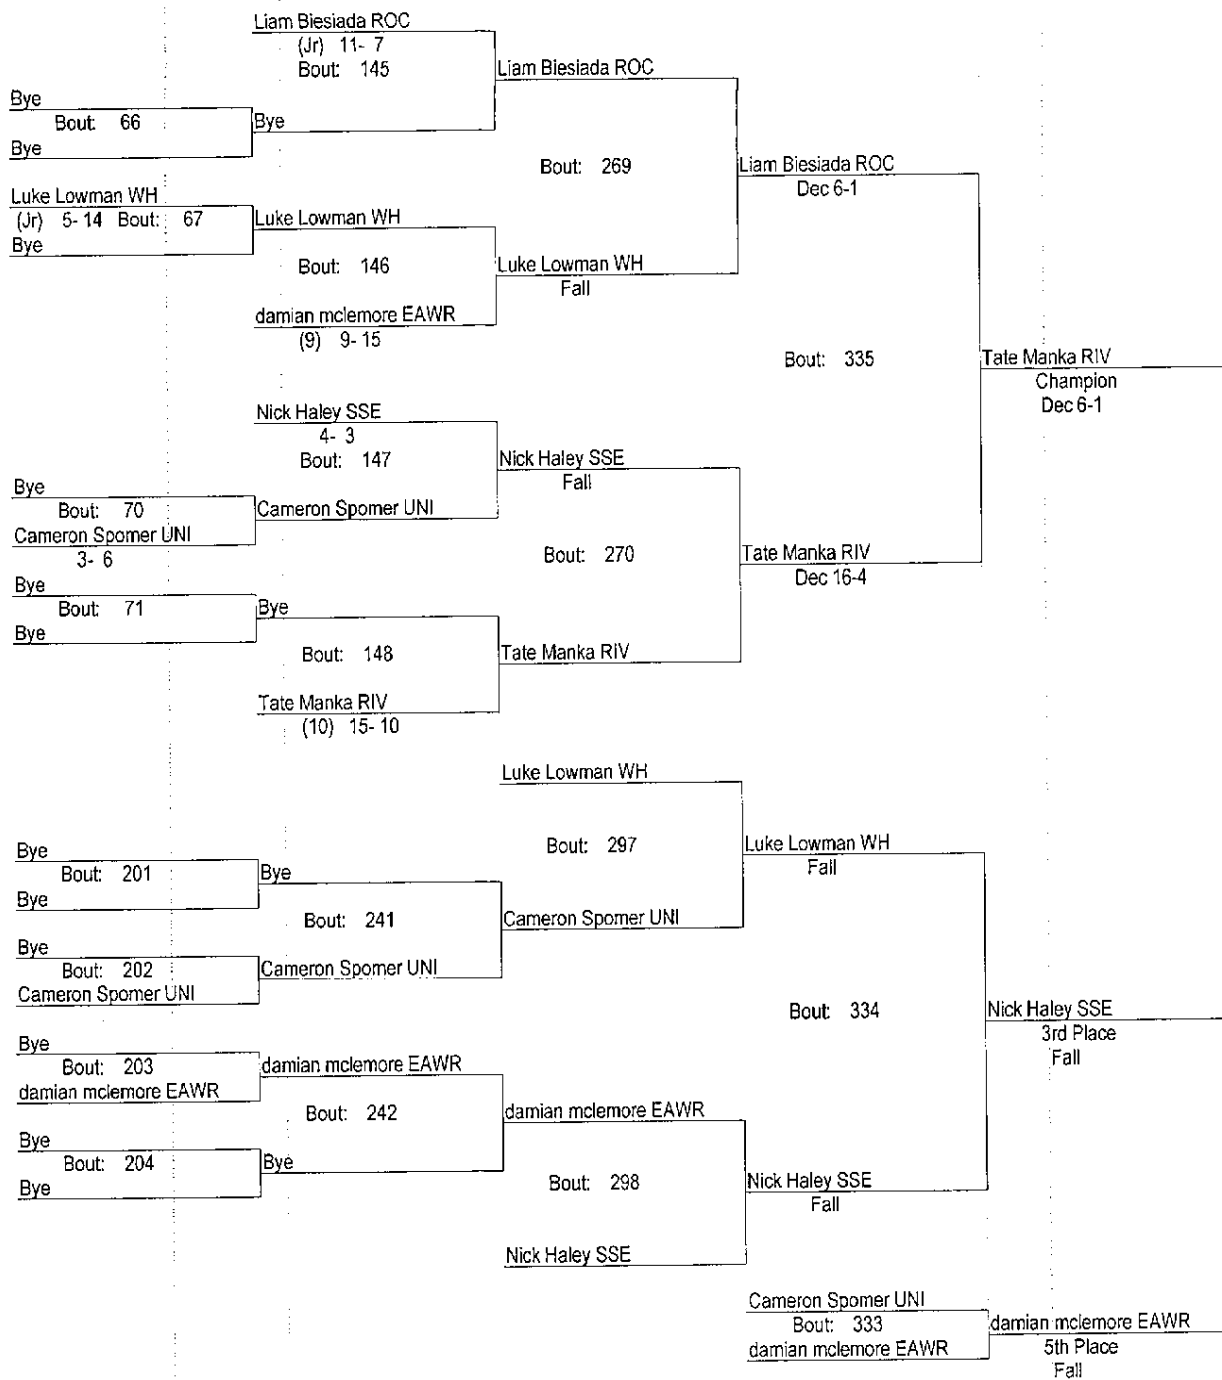 Liam Biesiada ROC
(Jr) 11- 7
Bout: 145
Liam Biesiada ROC
Bye
Bout: 66
Bye
Bye
Bout: 269
Liam Biesiada ROC
Dec 6-1
Luke Lowman WH
(Jr) 5- 14 Bout: 67
Bye
Luke Lowman WH
Bout: 146
Luke Lowman WH
Fall
damian mclemore EAWR
(9) 9- 15
Bout: 335
Tate Manka RIV
Champion
Dec 6-1
Nick Haley SSE
4- 3
Bout: 147
Nick Haley SSE
Fall
Bye
Bout: 70
Cameron Spomer UNI
Cameron Spomer UNI
3- 6
Bout: 270
Tate Manka RIV
Dec 16-4
Bye
Bout: 71
Bye
Bye
Bout: 148
Tate Manka RIV
Tate Manka RIV
(10) 15- 10
Luke Lowman WH
Bout: 297
Luke Lowman WH
Fall
Bye
Bout: 201
Bye
Bye
Bout: 241
Cameron Spomer UNI
Bye
Bout: 202
Cameron Spomer UNI
Cameron Spomer UNI
Bout: 334
Nick Haley SSE
3rd Place
Fall
Bye
Bout: 203
damian mclemore EAWR
damian mclemore EAWR
Bout: 242
damian mclemore EAWR
Bye
Bout: 204
Bye
Bye
Bout: 298
Nick Haley SSE
Fall
Nick Haley SSE
Cameron Spomer UNI
Bout: 333
damian mclemore EAWR
damian mclemore EAWR
5th Place
Fall